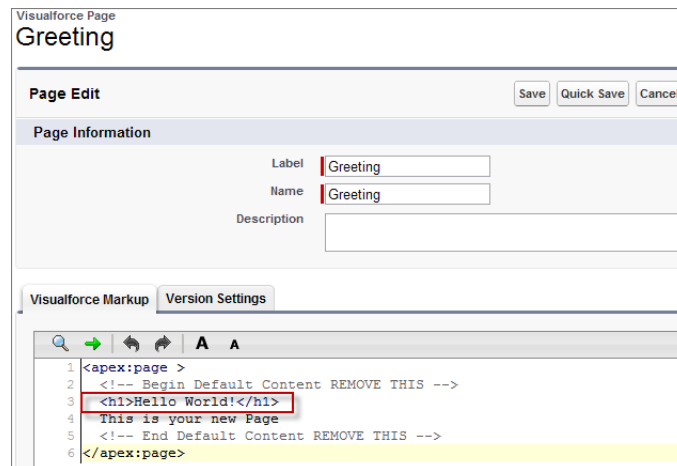 Visualforce Page
Greeting
Page Edit Save Quick Save Cancel
Page Information
Label Greeting
Name Greeting
Description
Visualforce Markup Version Settings
A A
1 <apex:page >
2 <!-- Begin Default Content REMOVE THIS -->
3 <h1>Hello World!</h1>
4 This is your new Page
5 <!-- End Default Content REMOVE THIS -->
6 </apex:page>